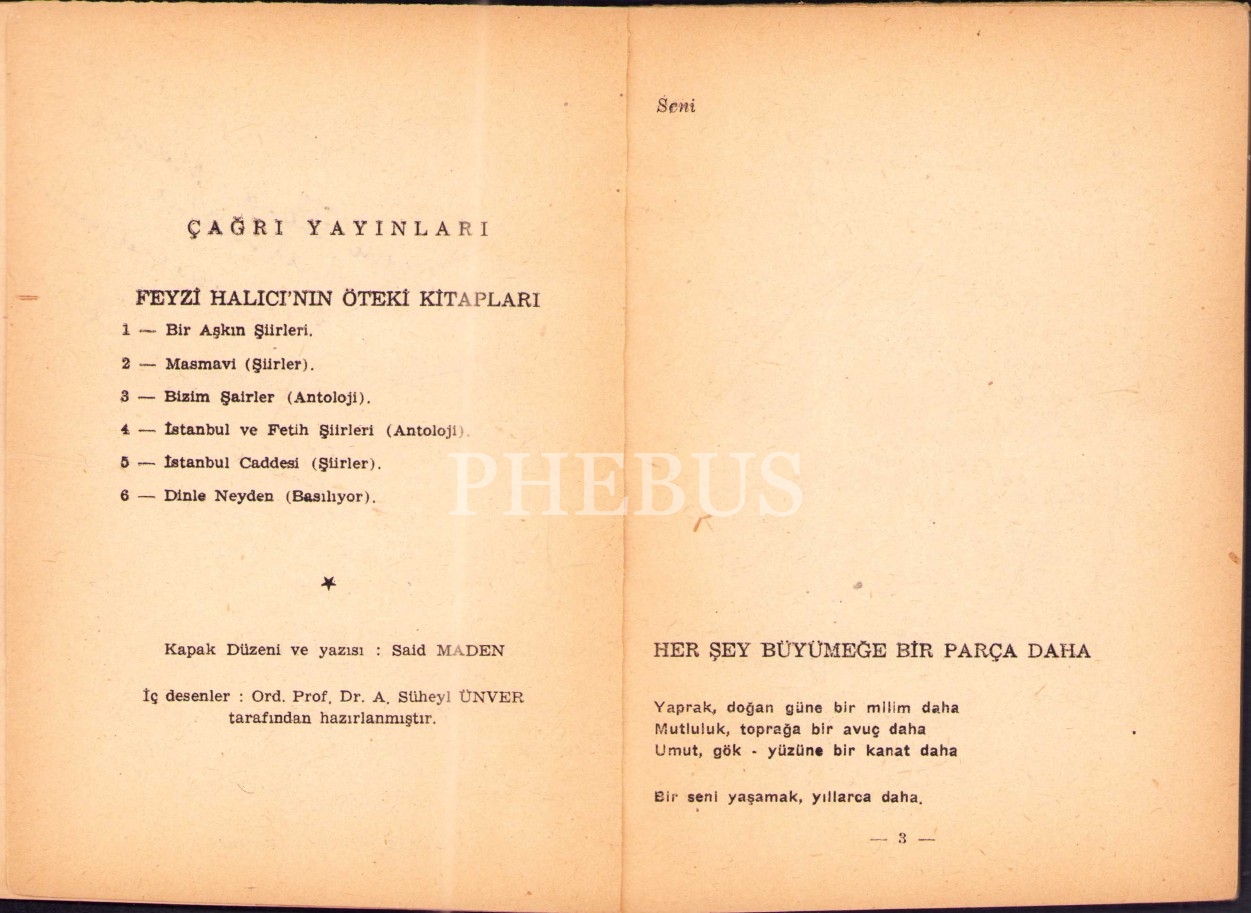 ÇAĞRI YAYINLARI
FEYZİ HALICI'NIN ÖTEKİ KİTAPLARI
1 — Bir Aşkın Şiirleri.
2 — Masmavi (Şiirler).
3 — Bizim Şairler (Antoloji).
4 — İstanbul ve Fetih Şiirleri (Antoloji).
5 — İstanbul Caddesi (Şiirler).
6 — Dinle Neyden (Basılıyor).
Kapak Düzeni ve yazısı : Said MADEN
İç desenler : Ord. Prof. Dr. A. Süheyl ÜNVER
tarafından hazırlanmıştır.
PHEBUS
Seni
HER ŞEY BÜYÜMEĞE BİR PARÇA DAHA
Yaprak, doğan güne bir milim daha
Mutluluk, toprağa bir avuç daha
Umut, gök - yüzüne bir kanat daha
Bir seni yaşamak, yıllarca daha.
— 3 —